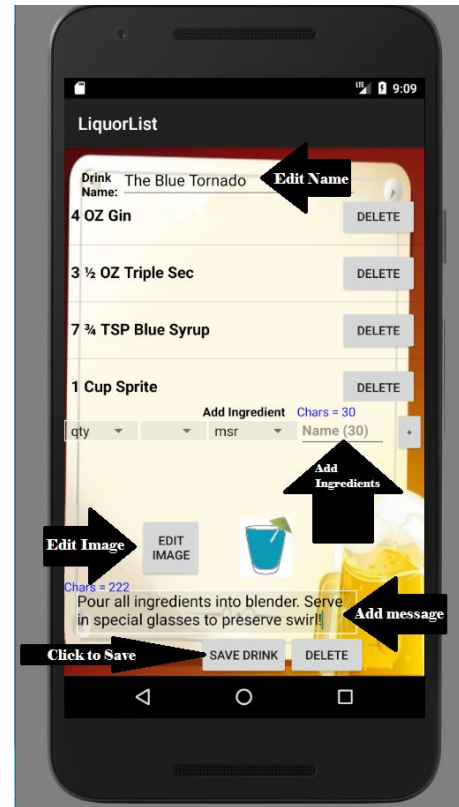 LTE 9:09
LiquorList
Drink
Name: The Blue Tornado
Edit Name
4 OZ Gin DELETE
3 ½ OZ Triple Sec DELETE
7 ¾ TSP Blue Syrup DELETE
1 Cup Sprite DELETE
Add Ingredient Chars = 30
qty msr Name (30) +
Add
Ingredients
Edit Image
EDIT
IMAGE
Chars = 222
Pour all ingredients into blender. Serve
in special glasses to preserve swirl!
Add message
Click to Save
SAVE DRINK DELETE